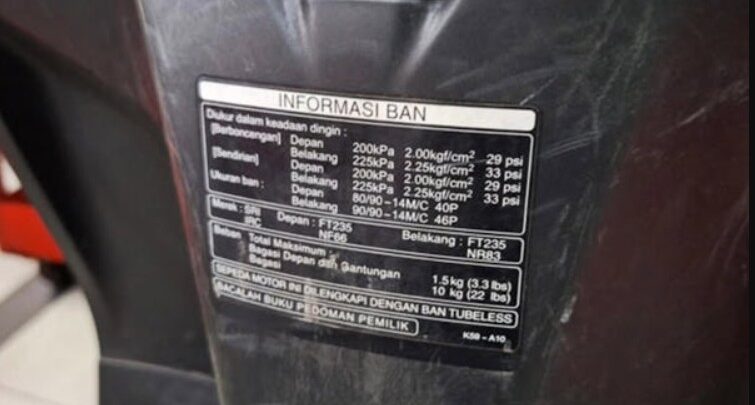 INFORMASI BAN
Diukur dalam keadaan dingin :
[Berboncengan] Depan 200kPa 2.00kgf/cm² 29 psi
Belakang 225kPa 2.25kgf/cm² 33 psi
[Sendirian] Depan 200kPa 2.00kgf/cm² 29 psi
Belakang 225kPa 2.25kgf/cm² 33 psi
Ukuran ban : Depan 80/90-14M/C 40P
Belakang 90/90-14M/C 46P
Merek : SRI Depan : FT235 Belakang : FT235
IRC NF66 NR83
Beban Total Maksimum :
Bagasi Depan dan Gantungan 1.5kg (3.3 lbs)
Bagasi 10 kg (22 lbs)
SEPEDA MOTOR INI DILENGKAPI DENGAN BAN TUBELESS
BACALAH BUKU PEDOMAN PEMILIK
K59-A10